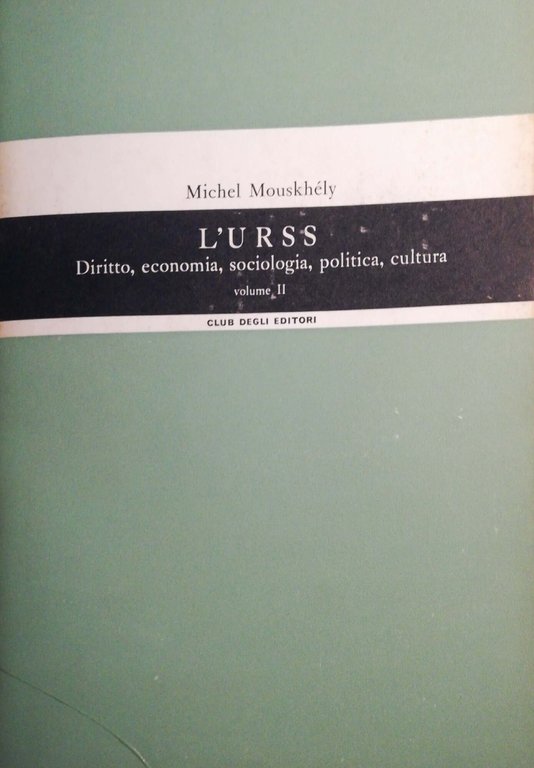 Michel Mouskhély
L'URSS
Diritto, economia, sociologia, politica, cultura
volume II
CLUB DEGLI EDITORI